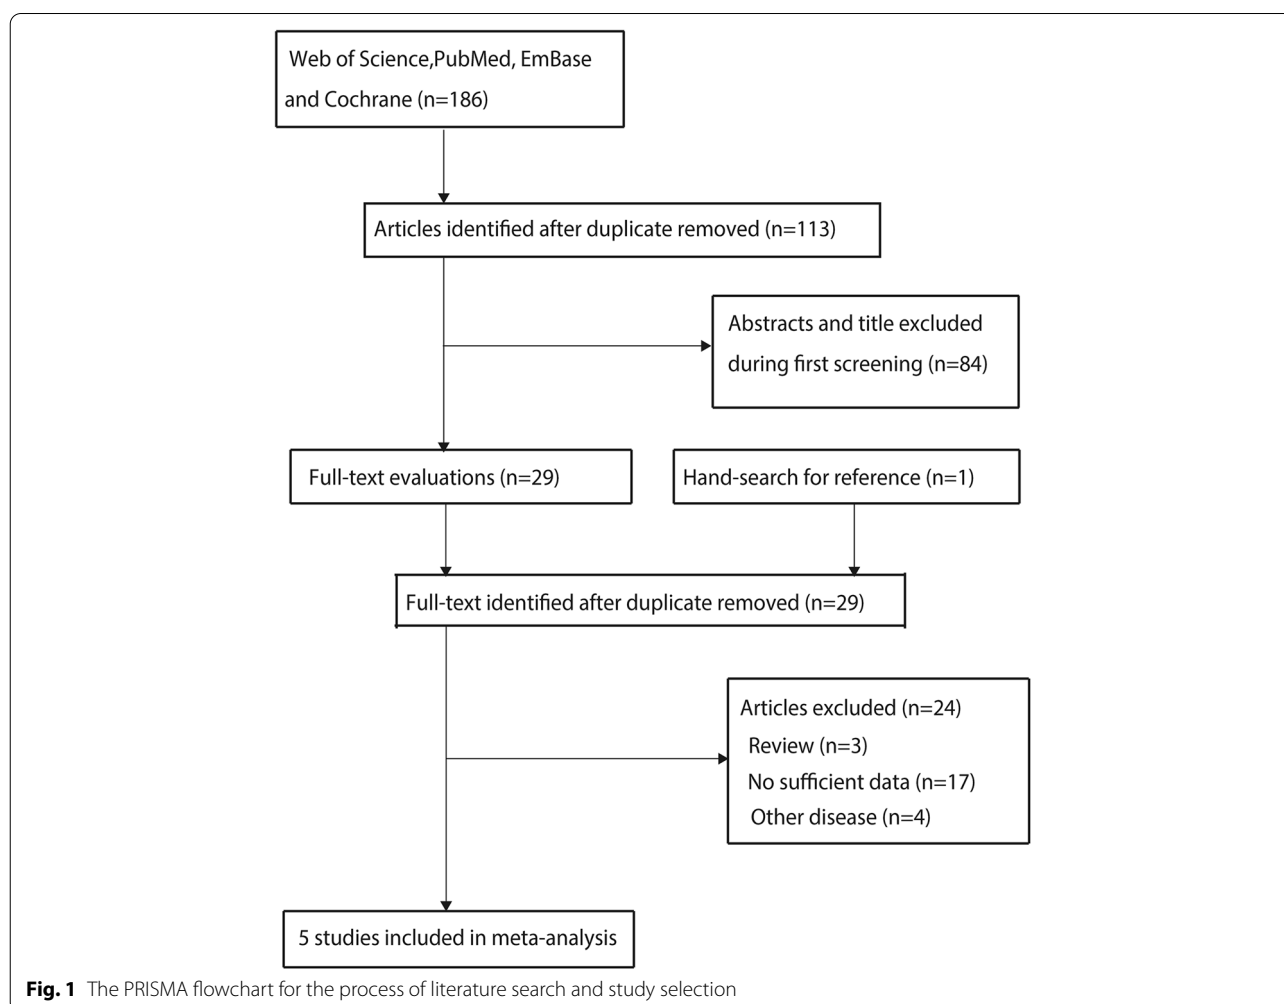 Web of Science,PubMed, EmBase
and Cochrane (n=186)
Articles identified after duplicate removed (n=113)
Abstracts and title excluded
during first screening (n=84)
Full-text evaluations (n=29)
Hand-search for reference (n=1)
Full-text identified after duplicate removed (n=29)
Articles excluded (n=24)
Review (n=3)
No sufficient data (n=17)
Other disease (n=4)
5 studies included in meta-analysis
Fig. 1 The PRISMA flowchart for the process of literature search and study selection